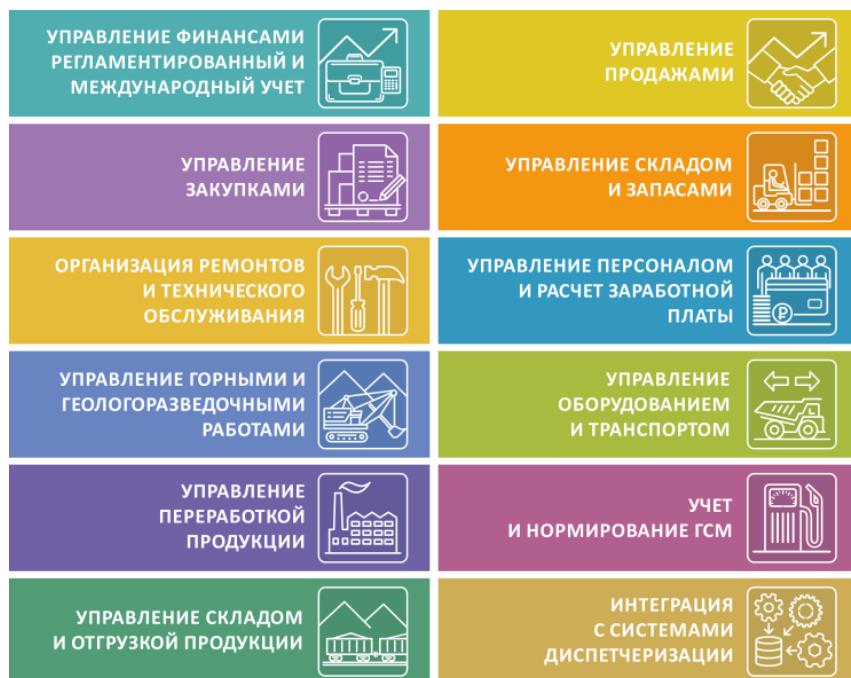 УПРАВЛЕНИЕ ФИНАНСАМИ
РЕГЛАМЕНТИРОВАННЫЙ И
МЕЖДУНАРОДНЫЙ УЧЕТ
УПРАВЛЕНИЕ
ПРОДАЖАМИ
УПРАВЛЕНИЕ
ЗАКУПКАМИ
УПРАВЛЕНИЕ СКЛАДОМ
И ЗАПАСАМИ
ОРГАНИЗАЦИЯ РЕМОНТОВ
И ТЕХНИЧЕСКОГО
ОБСЛУЖИВАНИЯ
УПРАВЛЕНИЕ ПЕРСОНАЛОМ
И РАСЧЕТ ЗАРАБОТНОЙ
ПЛАТЫ
УПРАВЛЕНИЕ ГОРНЫМИ И
ГЕОЛОГОРАЗВЕДОЧНЫМИ
РАБОТАМИ
УПРАВЛЕНИЕ
ОБОРУДОВАНИЕМ
И ТРАНСПОРТОМ
УПРАВЛЕНИЕ
ПЕРЕРАБОТКОЙ
ПРОДУКЦИИ
УЧЕТ
И НОРМИРОВАНИЕ ГСМ
УПРАВЛЕНИЕ СКЛАДОМ
И ОТГРУЗКОЙ ПРОДУКЦИИ
ИНТЕГРАЦИЯ
С СИСТЕМАМИ
ДИСПЕТЧЕРИЗАЦИИ